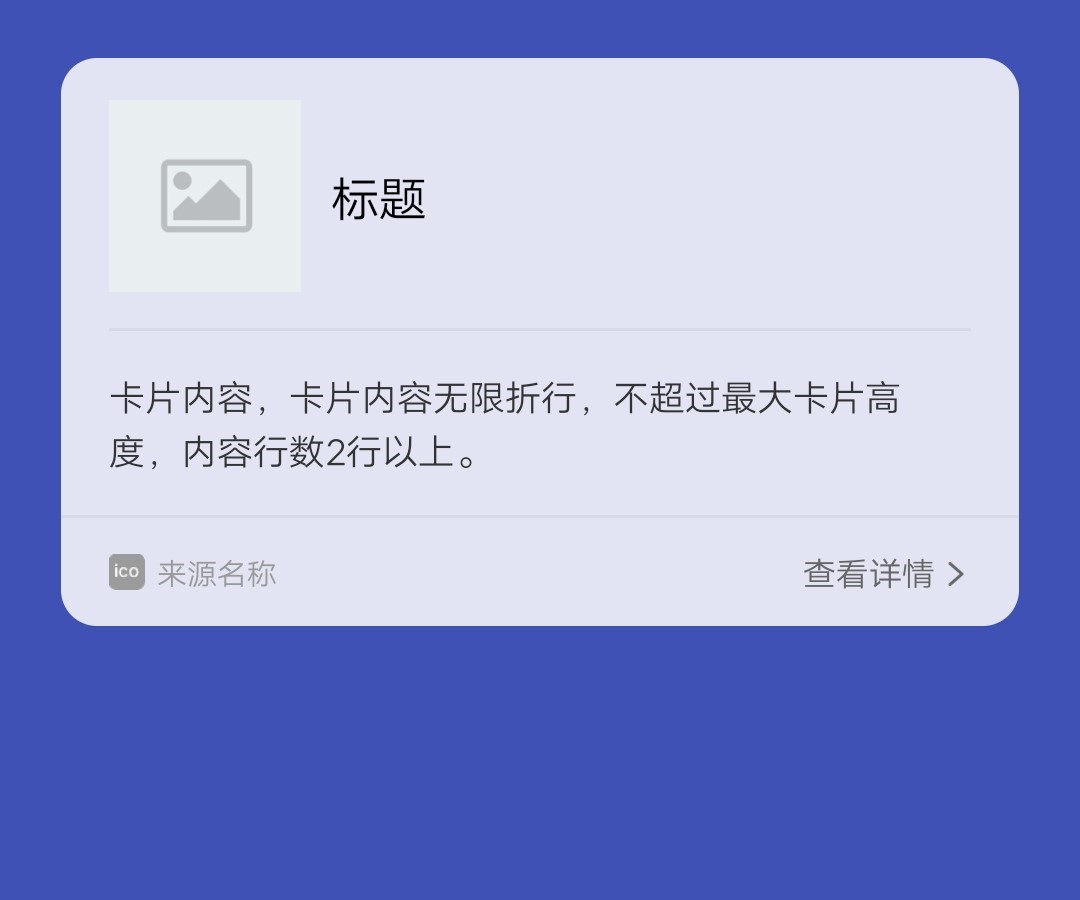 标题
卡片内容，卡片内容无限折行，不超过最大卡片高
度，内容行数2行以上。
ico 来源名称
查看详情